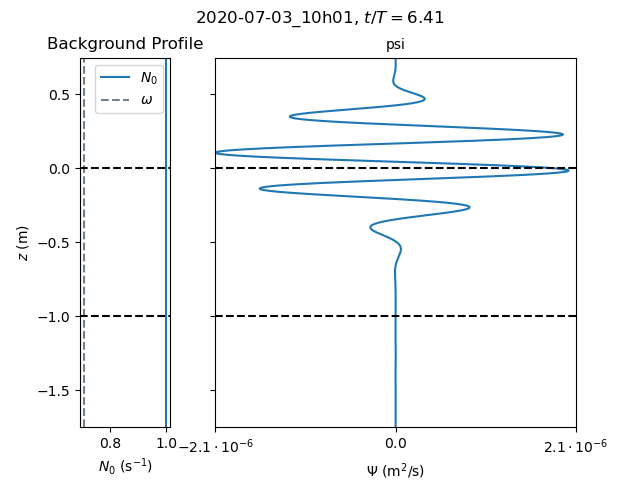 2020-07-03_10h01, t/T = 6.41
Background Profile
psi
N₀
ω
0.5
0.0
−0.5
−1.0
−1.5
z (m)
0.8
1.0
−2.1 · 10⁻⁶
0.0
2.1 · 10⁻⁶
N₀ (s⁻¹)
Ψ (m²/s)